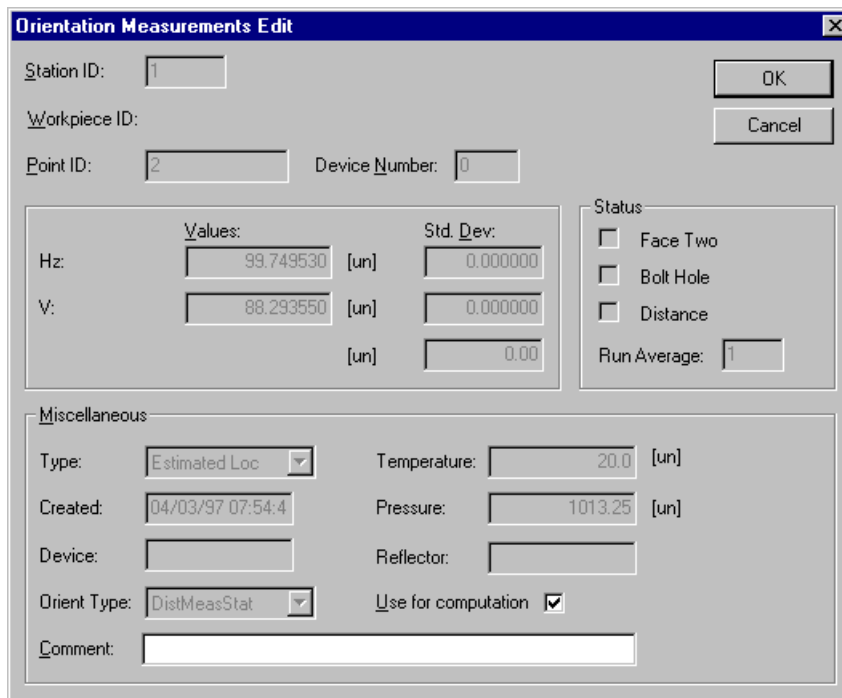 Orientation Measurements Edit
Station ID: 1
OK
Workpiece ID:
Cancel
Point ID: 2 Device Number: 0
Values: Std. Dev:
Hz: 99.749530 [un] 0.000000
V: 88.293550 [un] 0.000000
[un] 0.00
Status
Face Two
Bolt Hole
Distance
Run Average: 1
Miscellaneous
Type: Estimated Loc Temperature: 20.0 [un]
Created: 04/03/97 07:54:4 Pressure: 1013.25 [un]
Device: Reflector:
Orient Type: DistMeasStat Use for computation
Comment: